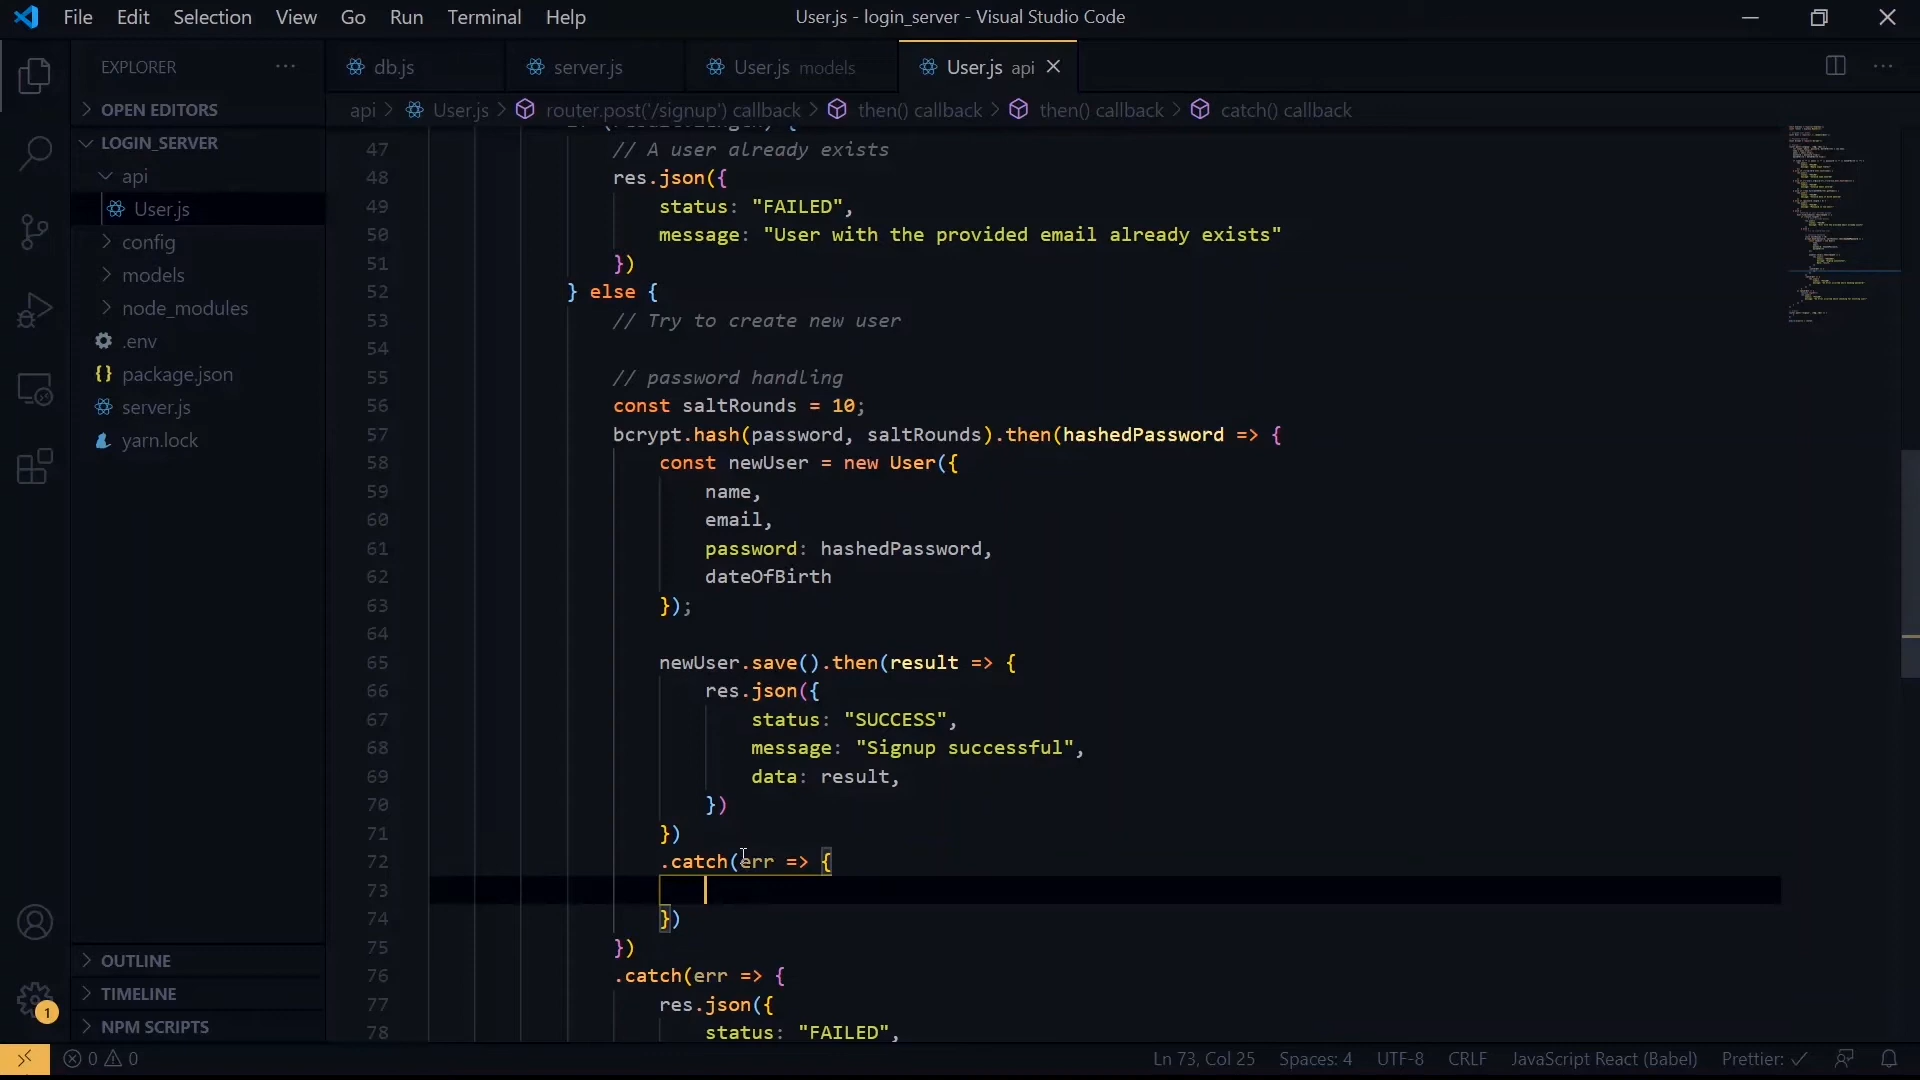 File Edit Selection View Go Run Terminal Help
User.js - login_server - Visual Studio Code
EXPLORER ···
db.js
server.js
User.js models
User.js api
OPEN EDITORS
api > User.js > router.post('/signup') callback > then() callback > then() callback > catch() callback
LOGIN_SERVER
api
User.js
config
models
node_modules
.env
package.json
server.js
yarn.lock
47 // A user already exists
48 res.json({
49 status: "FAILED",
50 message: "User with the provided email already exists"
51 })
52 } else {
53 // Try to create new user
54
55 // password handling
56 const saltRounds = 10;
57 bcrypt.hash(password, saltRounds).then(hashedPassword => {
58 const newUser = new User({
59 name,
60 email,
61 password: hashedPassword,
62 dateOfBirth
63 });
64
65 newUser.save().then(result => {
66 res.json({
67 status: "SUCCESS",
68 message: "Signup successful",
69 data: result,
70 })
71 })
72 .catch(err => {
73
74 })
75 })
76 .catch(err => {
77 res.json({
78 status: "FAILED",
OUTLINE
TIMELINE
NPM SCRIPTS
1
0 0
Ln 73, Col 25 Spaces: 4 UTF-8 CRLF JavaScript React (Babel) Prettier: ✓